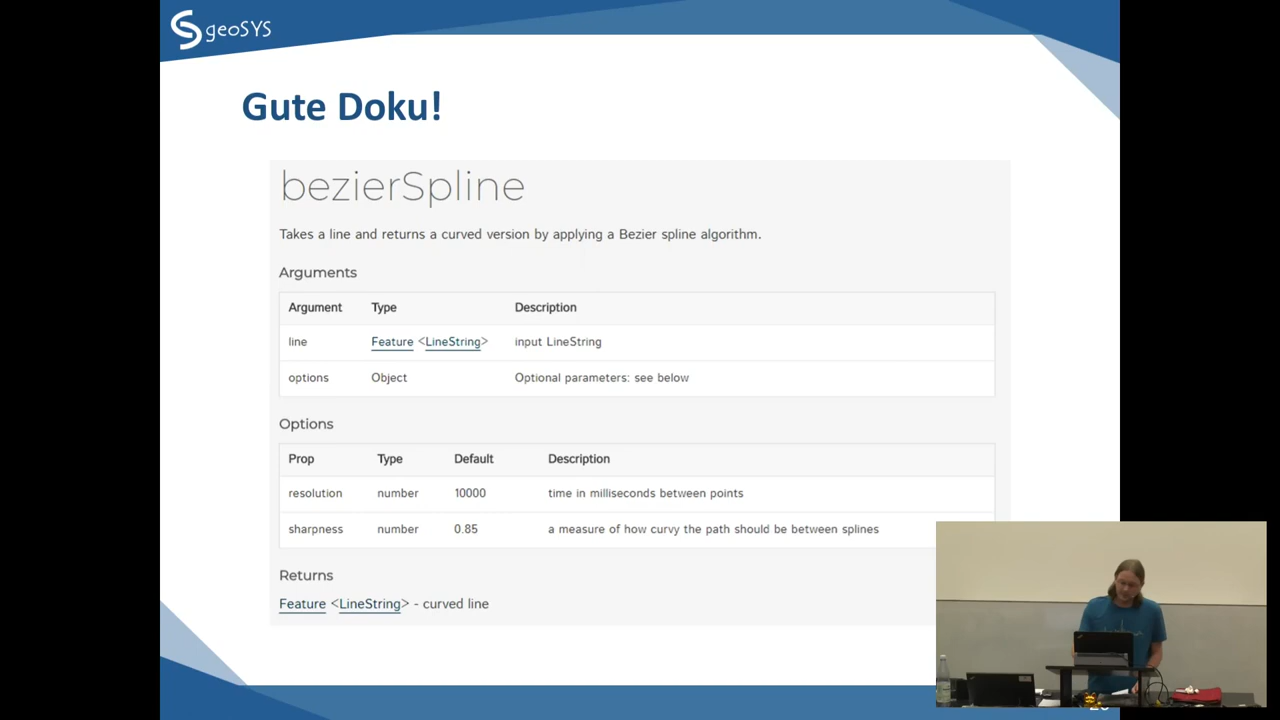 geoSYS
Gute Doku!
bezierSpline
Takes a line and returns a curved version by applying a Bezier spline algorithm.
Arguments
Argument Type Description
line Feature <LineString> input LineString
options Object Optional parameters: see below
Options
Prop Type Default Description
resolution number 10000 time in milliseconds between points
sharpness number 0.85 a measure of how curvy the path should be between splines
Returns
Feature <LineString> - curved line